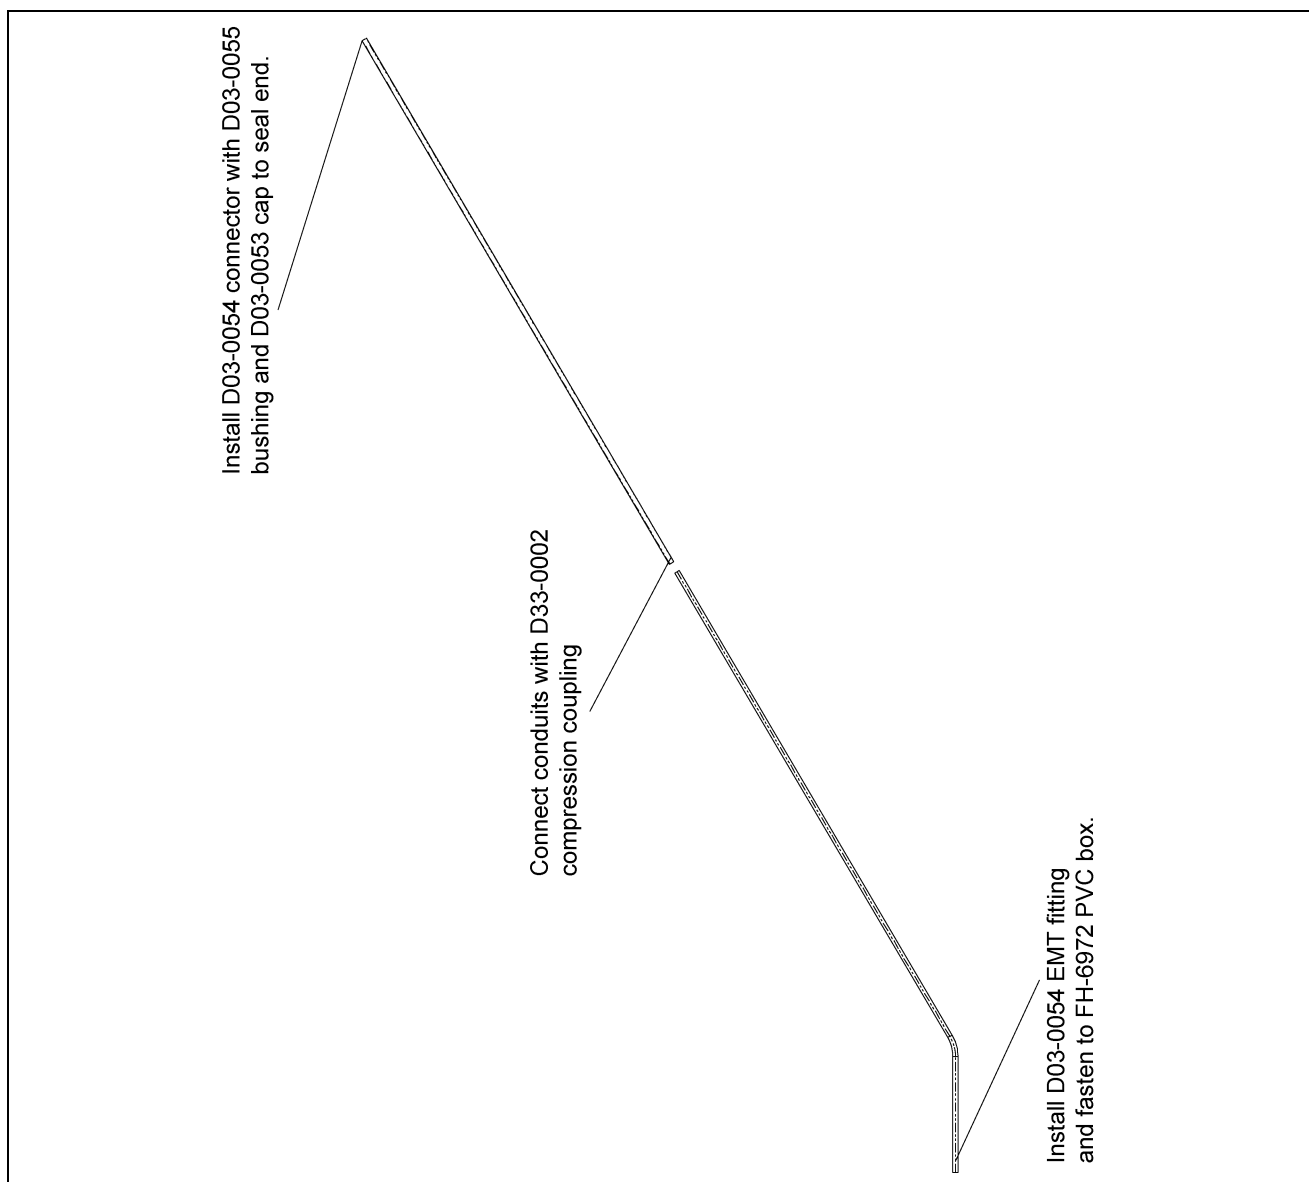 Install D03-0054 connector with D03-0055
bushing and D03-0053 cap to seal end.
Connect conduits with D33-0002
compression coupling
Install D03-0054 EMT fitting
and fasten to FH-6972 PVC box.